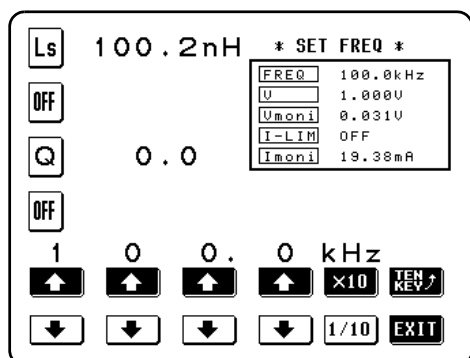 Ls 100.2nH * SET FREQ *
FREQ 100.0kHz
OFF
V 1.000V
Vmoni 0.031V
I-LIM OFF
Q 0.0
Imoni 19.38mA
OFF
1 0 0. 0 kHz
×10 TEN KEY
1/10 EXIT